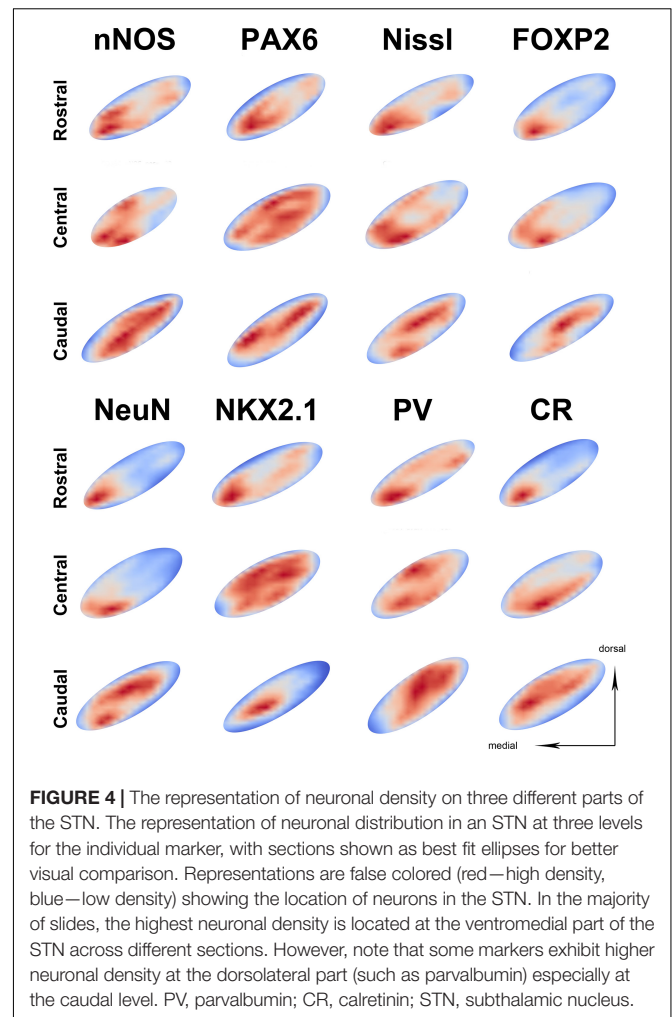 nNOS PAX6 Nissl FOXP2
Rostral
Central
Caudal
NeuN NKX2.1 PV CR
Rostral
Central
Caudal
dorsal
medial
FIGURE 4 | The representation of neuronal density on three different parts of
the STN. The representation of neuronal distribution in an STN at three levels
for the individual marker, with sections shown as best fit ellipses for better
visual comparison. Representations are false colored (red—high density,
blue—low density) showing the location of neurons in the STN. In the majority
of slides, the highest neuronal density is located at the ventromedial part of the
STN across different sections. However, note that some markers exhibit higher
neuronal density at the dorsolateral part (such as parvalbumin) especially at
the caudal level. PV, parvalbumin; CR, calretinin; STN, subthalamic nucleus.